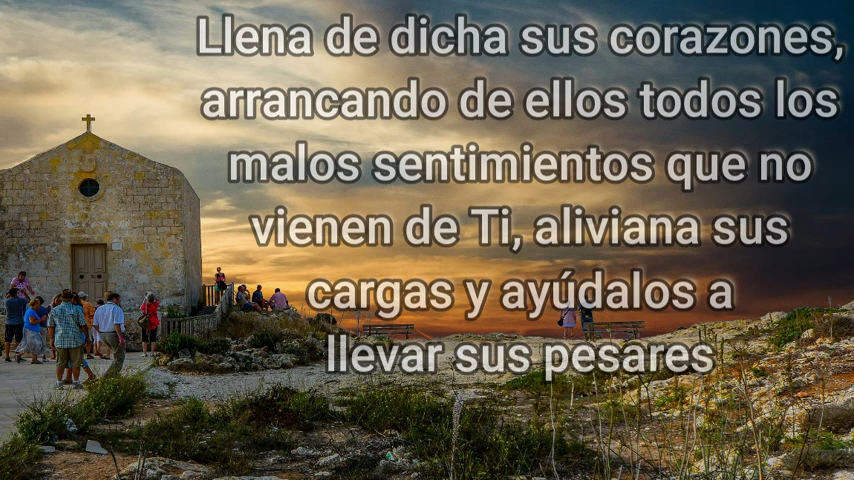 Llena de dicha sus corazones,
arrancando de ellos todos los
malos sentimientos que no
vienen de Ti, aliviana sus
cargas y ayúdalos a
llevar sus pesares